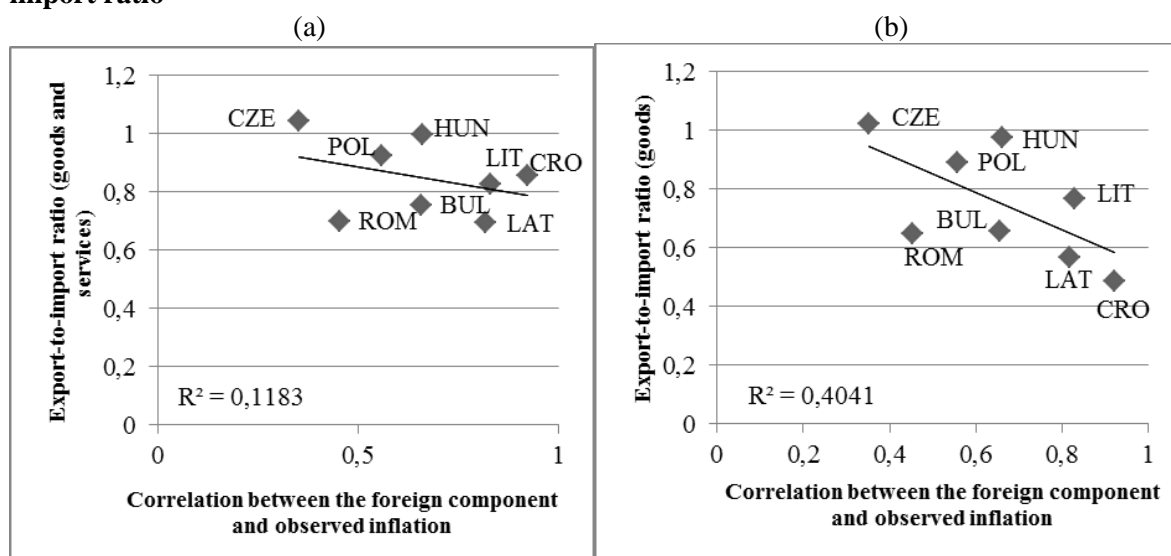 import ratio
(a)
(b)
Export-to-import ratio (goods and
services)
1,2
1
0,8
0,6
0,4
0,2
0
CZE
HUN
POL
LIT
CRO
BUL
ROM
LAT
R² = 0,1183
0
0,5
1
Correlation between the foreign component
and observed inflation
Export-to-import ratio (goods)
1,2
1
0,8
0,6
0,4
0,2
0
CZE
HUN
POL
LIT
BUL
ROM
LAT
CRO
R² = 0,4041
0
0,2
0,4
0,6
0,8
1
Correlation between the foreign component
and observed inflation